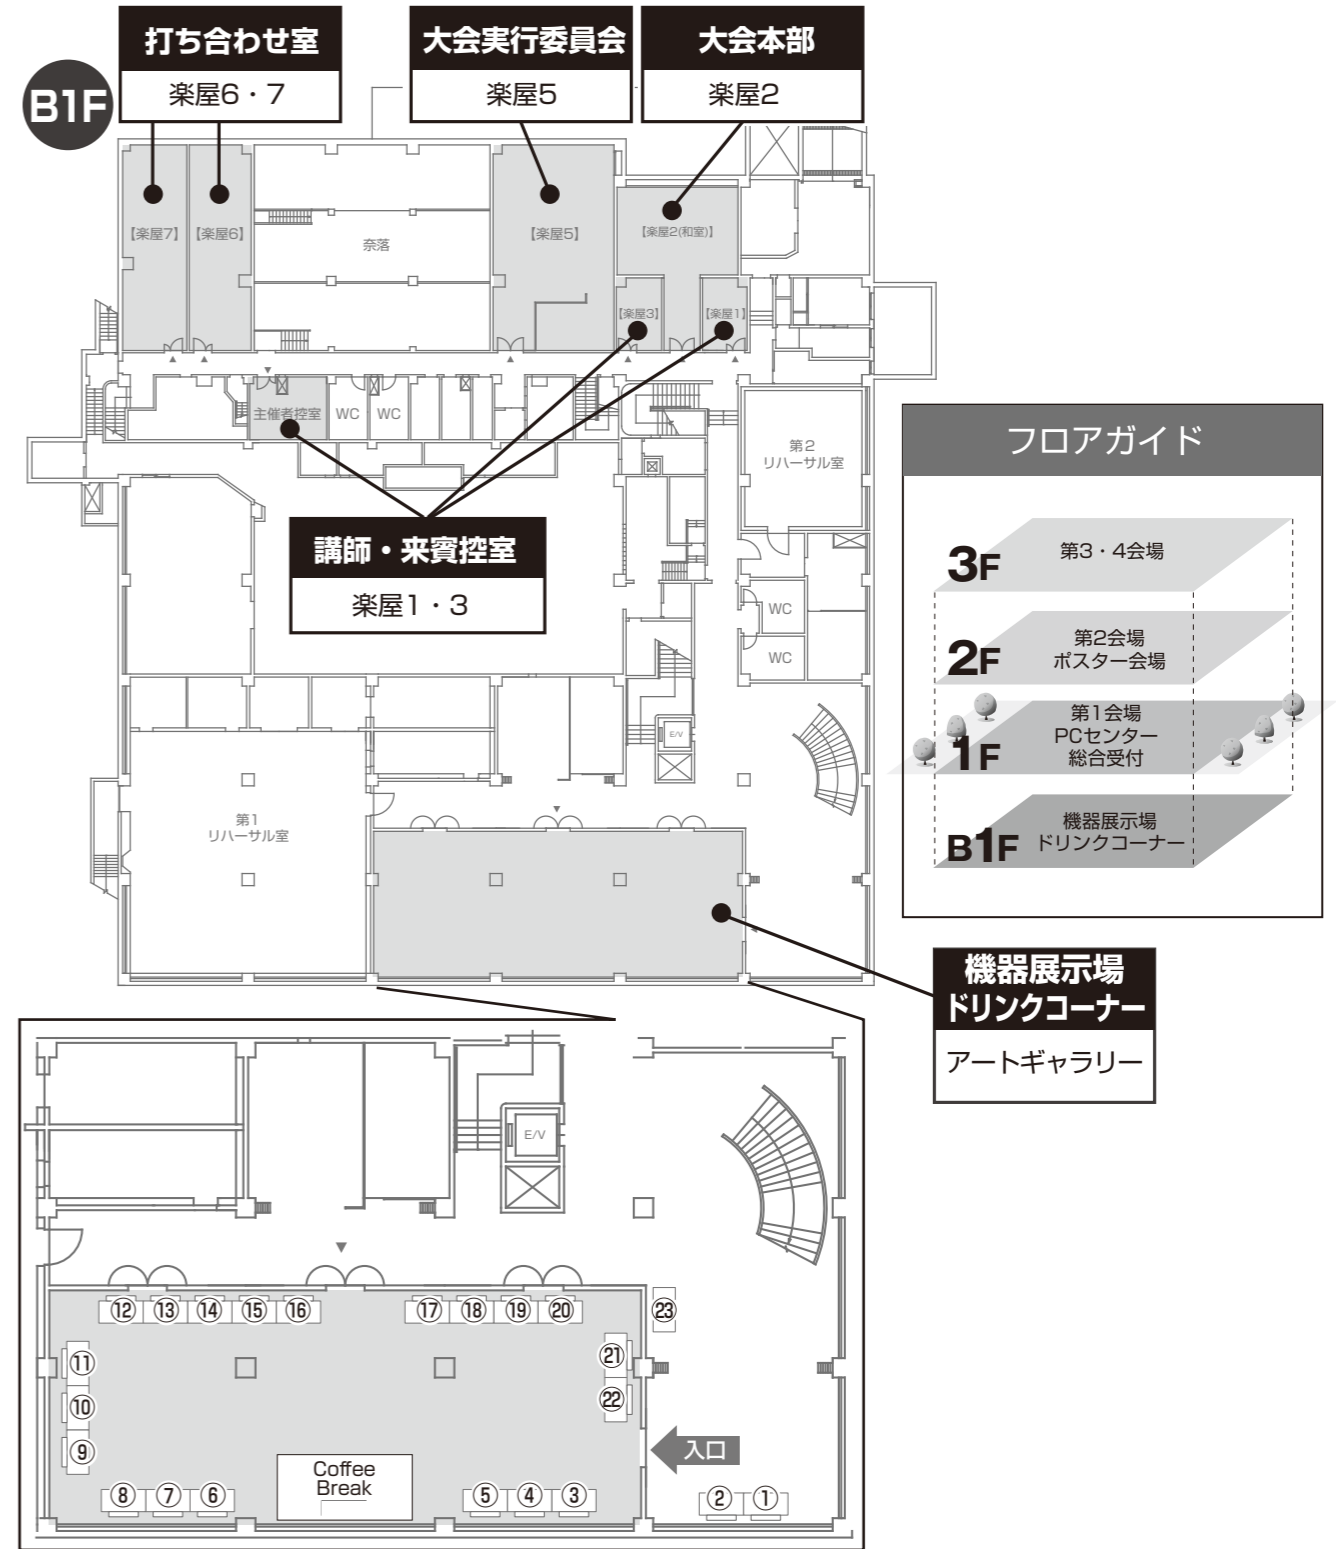 B1F
打ち合わせ室
楽屋6・7
大会実行委員会
楽屋5
大会本部
楽屋2
【楽屋7】
【楽屋6】
奈落
【楽屋5】
【楽屋2(和室)】
【楽屋3】
【楽屋1】
主催者控室
WC
WC
第2
リハーサル室
講師・来賓控室
楽屋1・3
WC
WC
E/V
第1
リハーサル室
フロアガイド
3F
第3・4会場
2F
第2会場
ポスター会場
1F
第1会場
PCセンター
総合受付
B1F
機器展示場
ドリンクコーナー
機器展示場
ドリンクコーナー
アートギャラリー
E/V
⑫ ⑬ ⑭ ⑮ ⑯ ⑰ ⑱ ⑲ ⑳ ㉓
⑪ ㉑
⑩ ㉒
⑨
入口
Coffee
Break
⑧ ⑦ ⑥ ⑤ ④ ③ ② ①